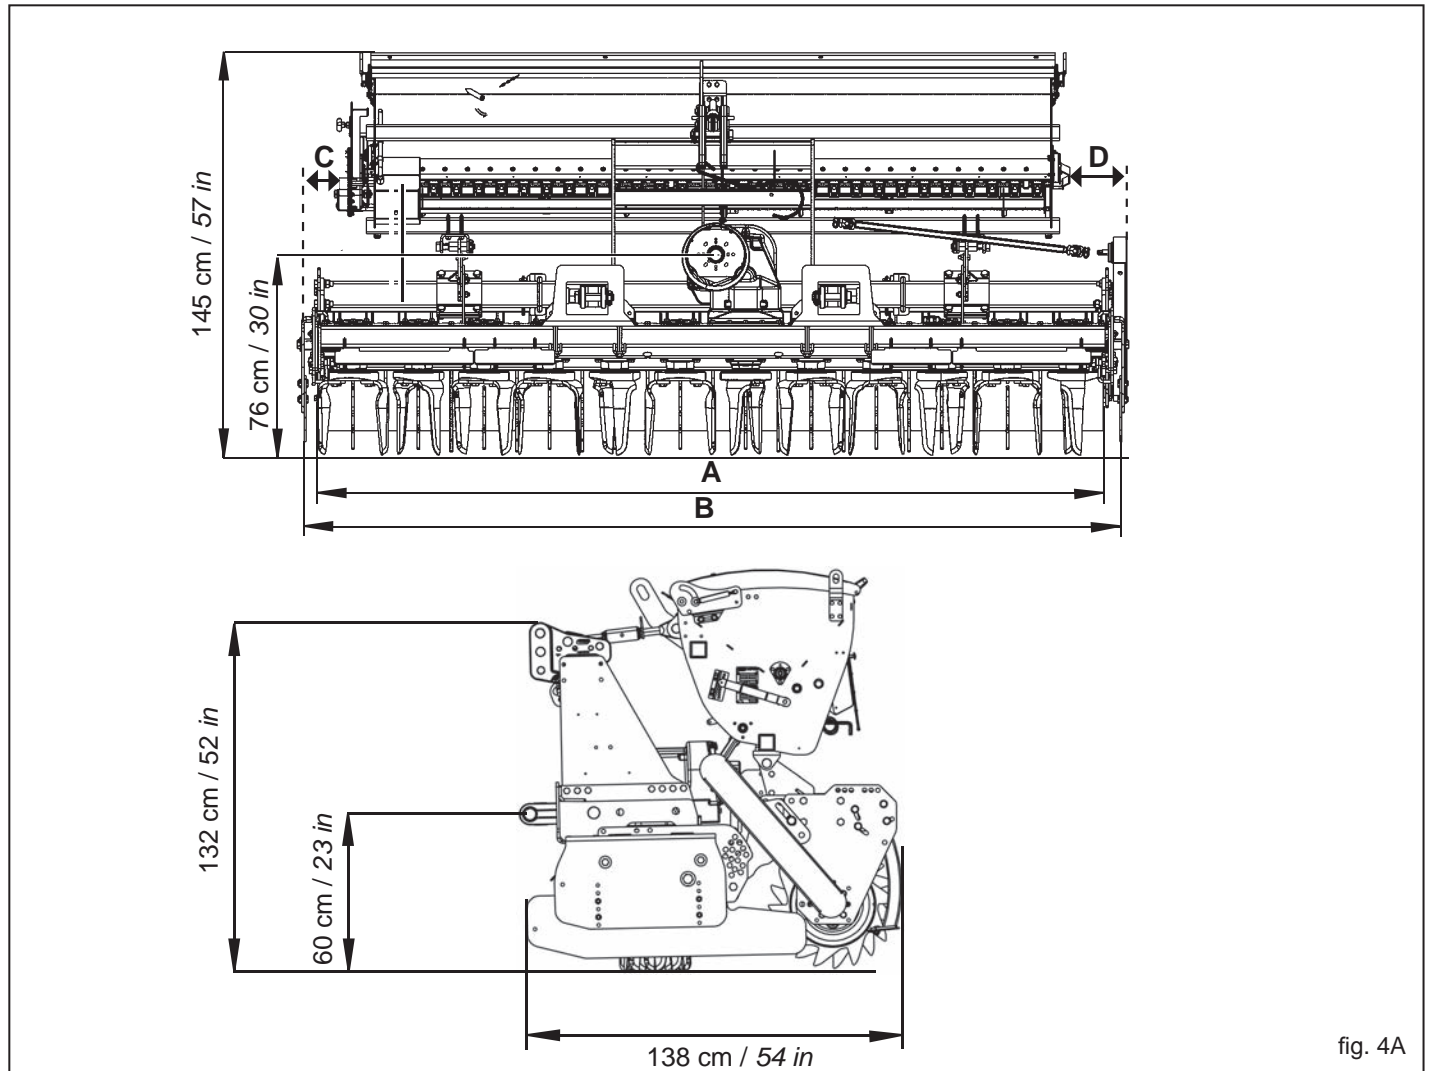 C
D
145 cm / 57 in
76 cm / 30 in
A
B
132 cm / 52 in
60 cm / 23 in
138 cm / 54 in
fig. 4A